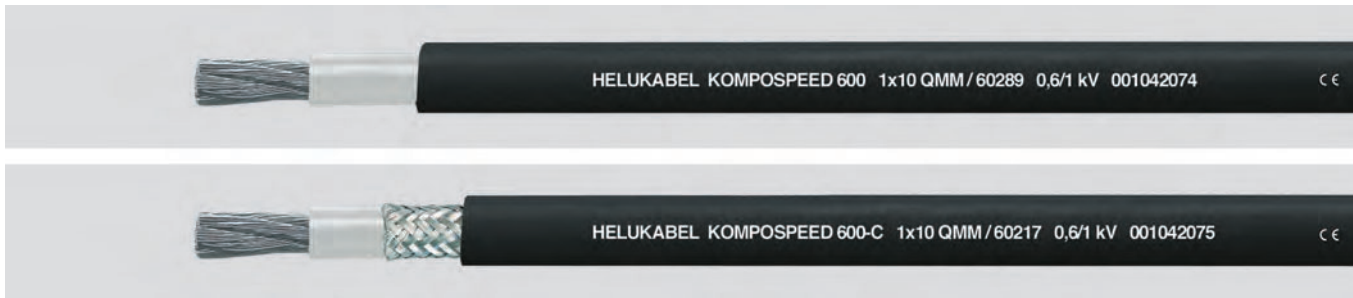 HELUKABEL KOMPOSPEED 600 1x10 QMM / 60289 0,6/1 kV 001042074 CE
HELUKABEL KOMPOSPEED 600-C 1x10 QMM / 60217 0,6/1 kV 001042075 CE